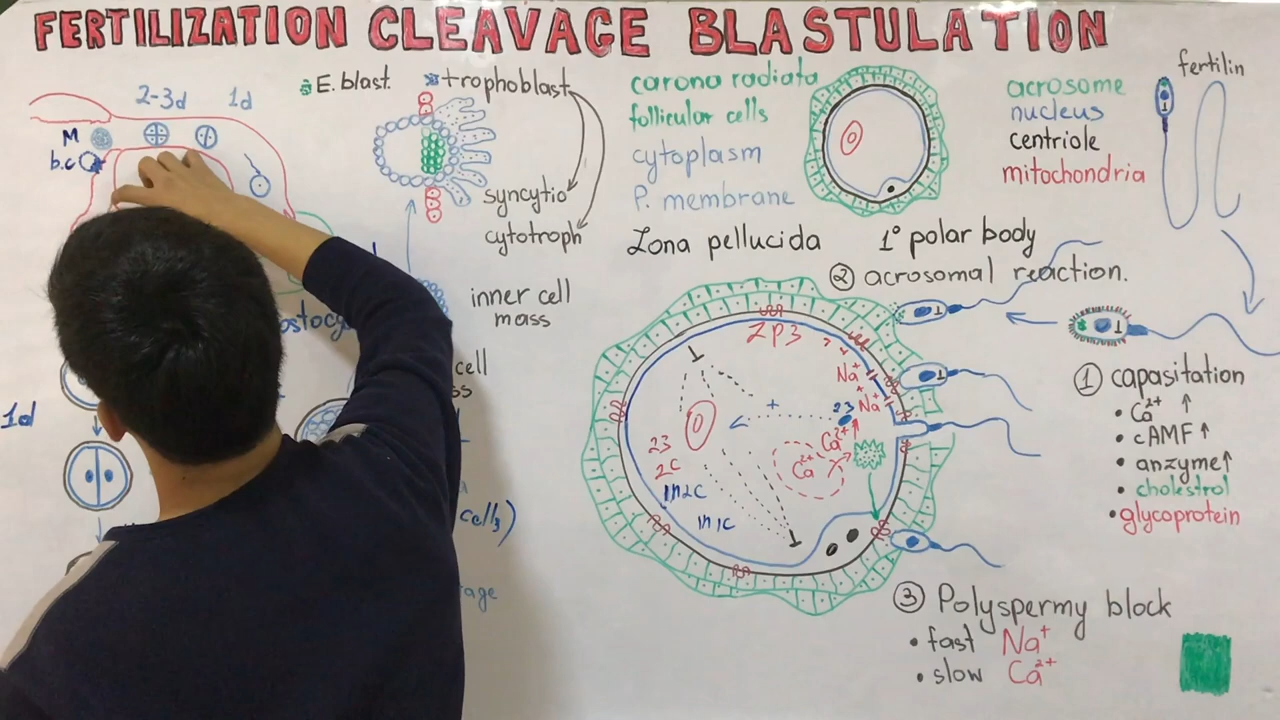 FERTILIZATION CLEAVAGE BLASTULATION
2-3d 1d
M
b.c
E. blast.
trophoblast
syncytio
cytotroph
inner cell
mass
1d
carona radiata
follicular cells
cytoplasm
P. membrane
Zona pellucida
1° polar body
acrosome
nucleus
centriole
mitochondria
fertilin
② acrosomal reaction.
ZP3
Na+
Na+
23
Ca2+
Ca2+
23
2C
1n2C
1n1C
① capasitation
• Ca2+ ↑
• cAMF ↑
• anzyme↑
• cholestrol
• glycoprotein
③ Polyspermy block
• fast Na+
• slow Ca2+